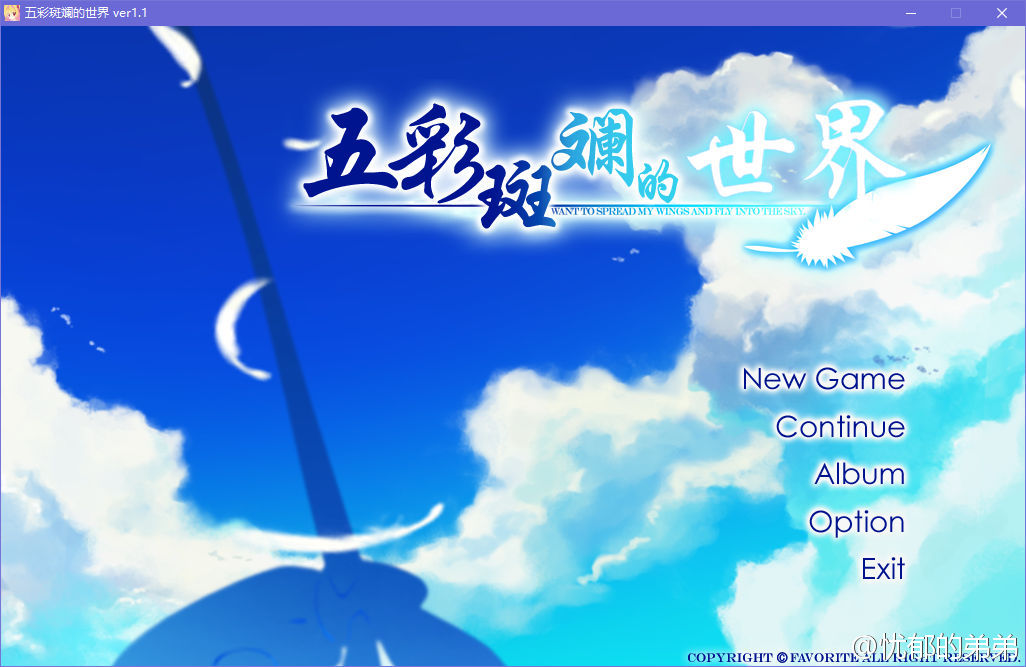 五彩斑斓的世界 ver1.1
五彩斑斓的世界
WANT TO SPREAD MY WINGS AND FLY INTO THE SKY.
New Game
Continue
Album
Option
Exit
@忧郁的弟弟
COPYRIGHT © FAVORITE ALL RIGHT RESERVED.